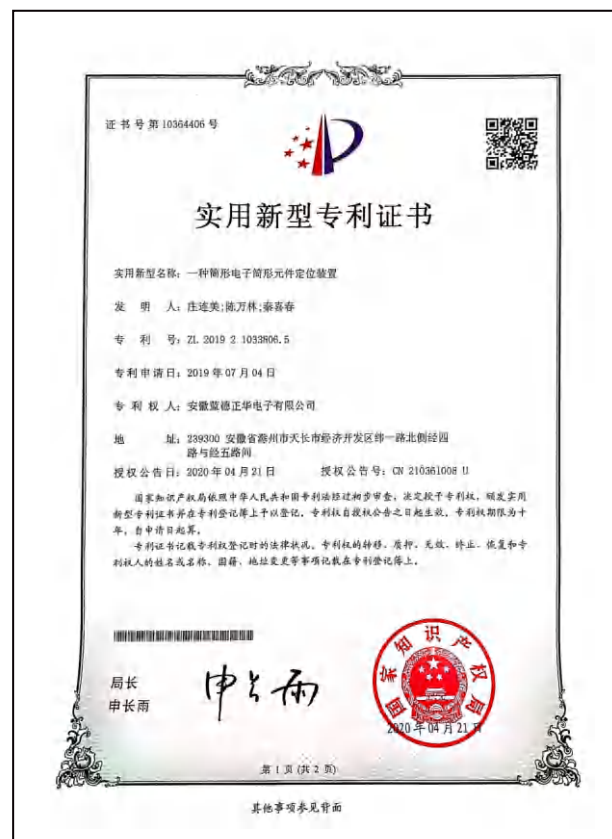 证书号第10364406号
实用新型专利证书
实用新型名称：一种筒形电子筒形元件定位装置
发明人：庄连美;陈万林;秦喜春
专利号：ZL 2019 2 1033806.5
专利申请日：2019年07月04日
专利权人：安徽蓝德正华电子有限公司
地址：239300 安徽省滁州市天长市经济开发区纬一路北侧经四
路与经五路间
授权公告日：2020年04月21日 授权公告号：CN 210361008 U
国家知识产权局依照中华人民共和国专利法经过初步审查，决定授予专利权，颁发实用
新型专利证书并在专利登记簿上予以登记。专利权自授权公告之日起生效。专利权期限为十
年，自申请日起算。
专利证书记载专利权登记时的法律状况。专利权的转移、质押、无效、终止、恢复和专
利权人的姓名或名称、国籍、地址变更等事项记载在专利登记簿上。
局长
申长雨
申长雨
国家知识产权局
2020年04月21日
第1页(共2页)
其他事项参见背面